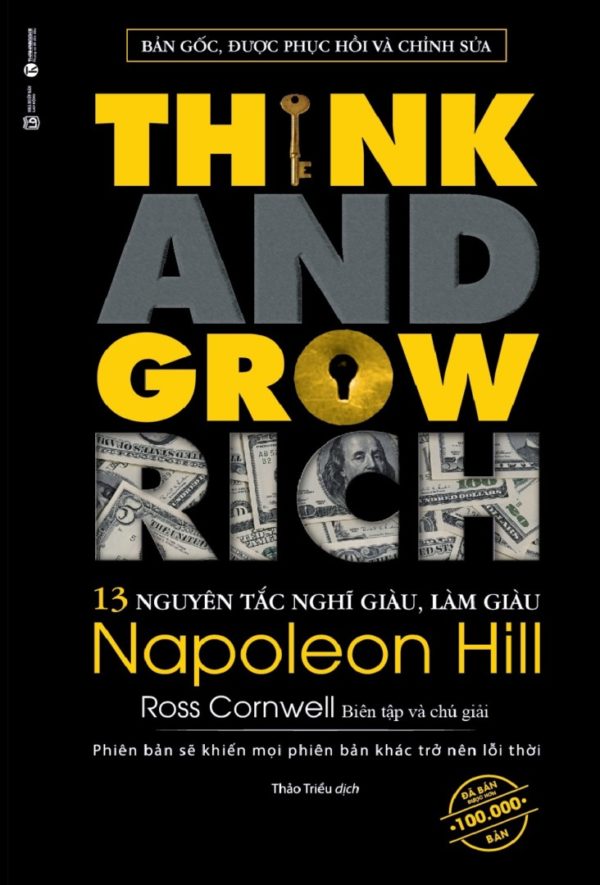 BẢN GỐC, ĐƯỢC PHỤC HỒI VÀ CHỈNH SỬA
THINK
AND
GROW
RICH
13 NGUYÊN TẮC NGHĨ GIÀU, LÀM GIÀU
Napoleon Hill
Ross Cornwell Biên tập và chú giải
Phiên bản sẽ khiến mọi phiên bản khác trở nên lỗi thời
Thảo Triều dịch
ĐÃ BÁN
ĐƯỢC HƠN
100.000
BẢN